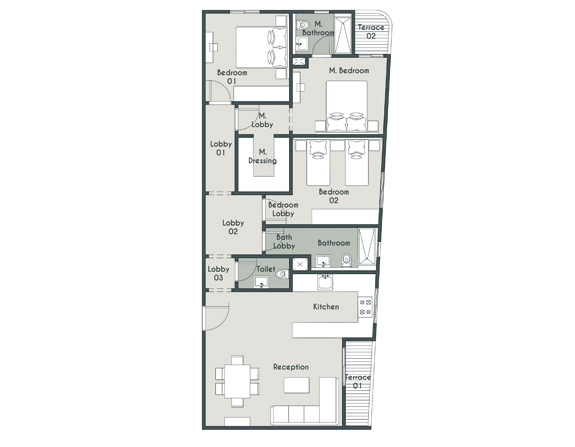 M.
Bathroom
Terrace
02
Bedroom
01
M. Bedroom
M.
Lobby
Lobby
01
M.
Dressing
Bedroom
02
Bedroom
Lobby
Lobby
02
Bath
Lobby
Bathroom
Lobby
03
Toilet
Kitchen
Reception
Terrace
01